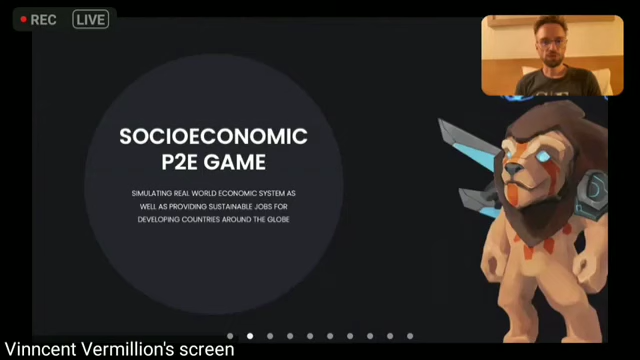 REC LIVE
SOCIOECONOMIC
P2E GAME
SIMULATING REAL WORLD ECONOMIC SYSTEM AS
WELL AS PROVIDING SUSTAINABLE JOBS FOR
DEVELOPING COUNTRIES AROUND THE GLOBE
Vinncent Vermillion's screen